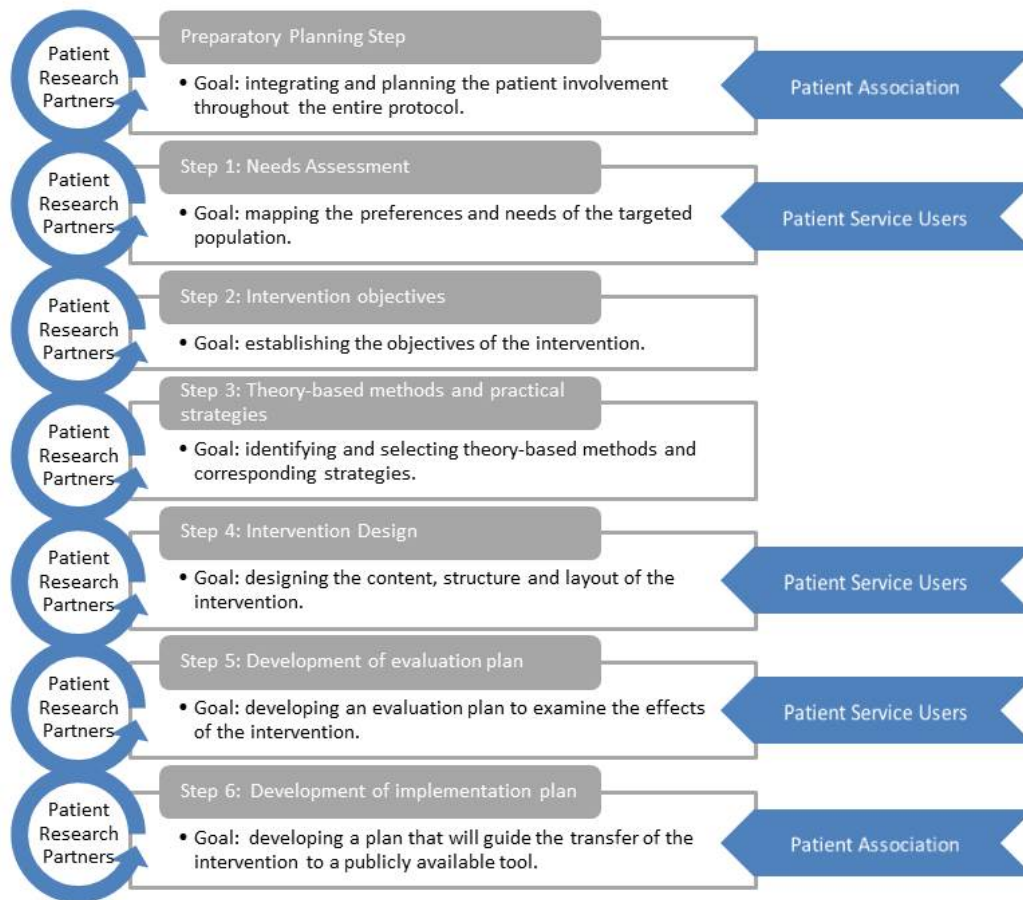 Patient
Research
Partners
Preparatory Planning Step
• Goal: integrating and planning the patient involvement
throughout the entire protocol.
Patient Association
Patient
Research
Partners
Step 1: Needs Assessment
• Goal: mapping the preferences and needs of the targeted
population.
Patient Service Users
Patient
Research
Partners
Step 2: Intervention objectives
• Goal: establishing the objectives of the intervention.
Patient
Research
Partners
Step 3: Theory-based methods and practical
strategies
• Goal: identifying and selecting theory-based methods and
corresponding strategies.
Patient
Research
Partners
Step 4: Intervention Design
• Goal: designing the content, structure and layout of the
intervention.
Patient Service Users
Patient
Research
Partners
Step 5: Development of evaluation plan
• Goal: developing an evaluation plan to examine the effects
of the intervention.
Patient Service Users
Patient
Research
Partners
Step 6:  Development of implementation plan
• Goal:  developing a plan that will guide the transfer of the
intervention to a publicly available tool.
Patient Association